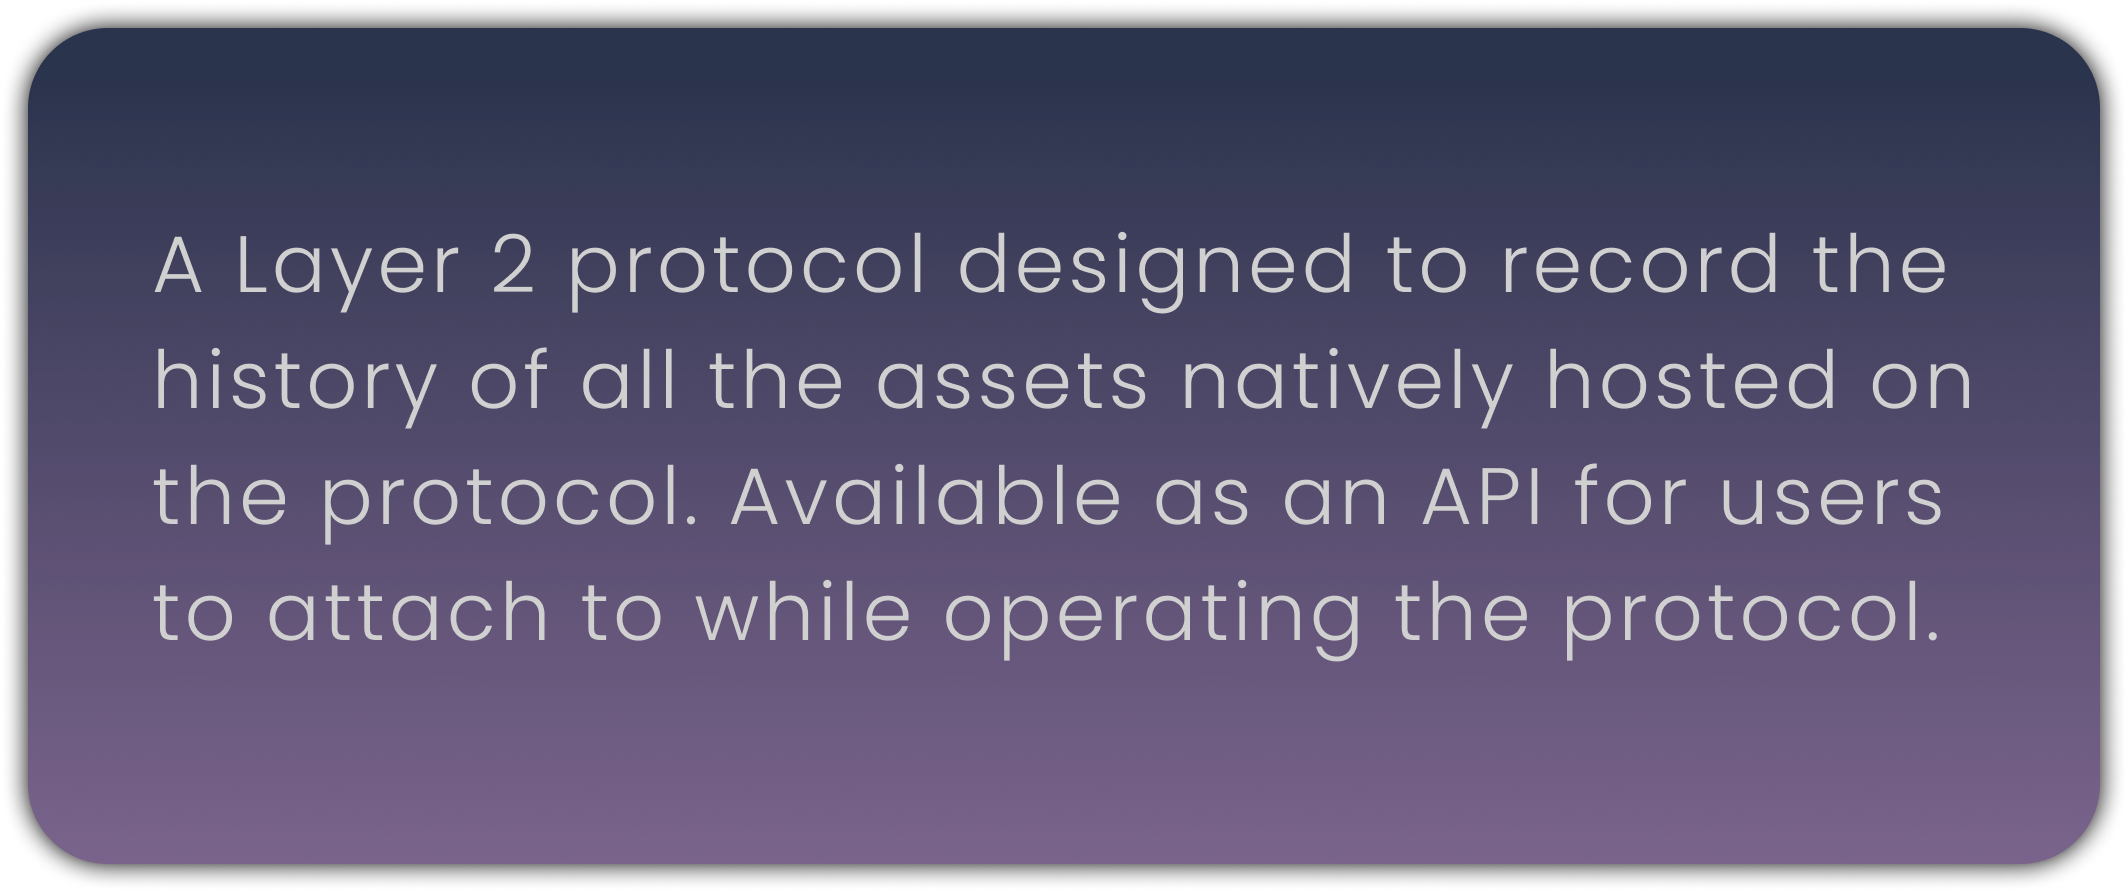 A Layer 2 protocol designed to record the
history of all the assets natively hosted on
the protocol. Available as an API for users
to attach to while operating the protocol.